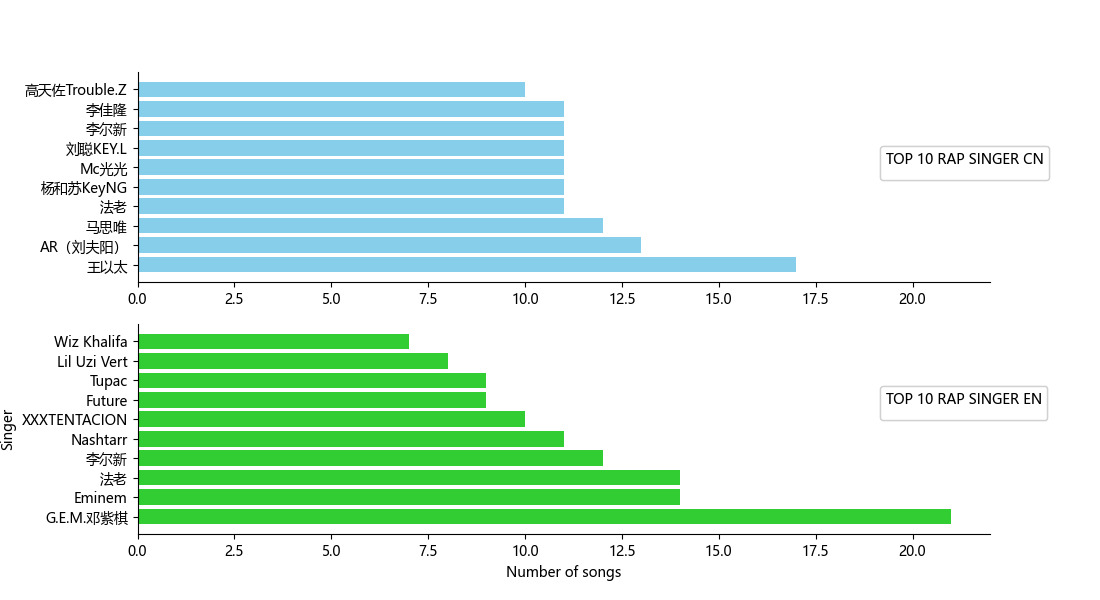 高天佐Trouble.Z
李佳隆
李尔新
刘聪KEY.L
Mc光光
杨和苏KeyNG
法老
马思唯
AR（刘夫阳）
王以太
0.0 2.5 5.0 7.5 10.0 12.5 15.0 17.5 20.0
TOP 10 RAP SINGER CN
Singer
Wiz Khalifa
Lil Uzi Vert
Tupac
Future
XXXTENTACION
Nashtarr
李尔新
法老
Eminem
G.E.M.邓紫棋
0.0 2.5 5.0 7.5 10.0 12.5 15.0 17.5 20.0
Number of songs
TOP 10 RAP SINGER EN